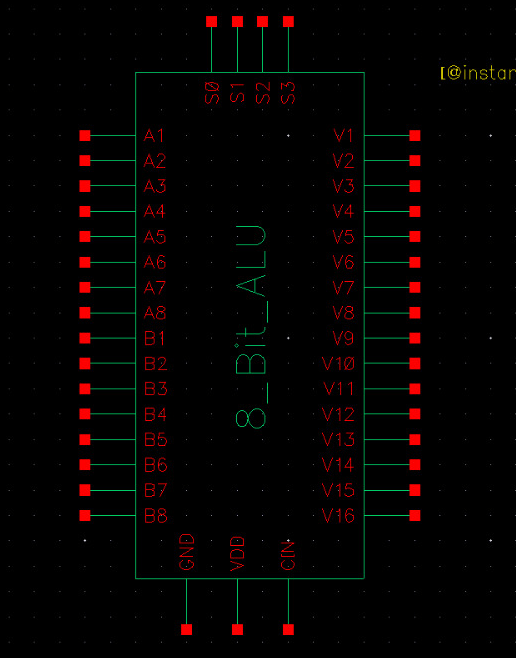 S0 S1 S2 S3
[@instan
A1 V1
A2 V2
A3 V3
A4 V4
A5 V5
A6 V6
A7 V7
A8 V8
B1 V9
B2 V10
B3 V11
B4 V12
B5 V13
B6 V14
B7 V15
B8 V16
8_Bit_ALU
GND VDD CIN